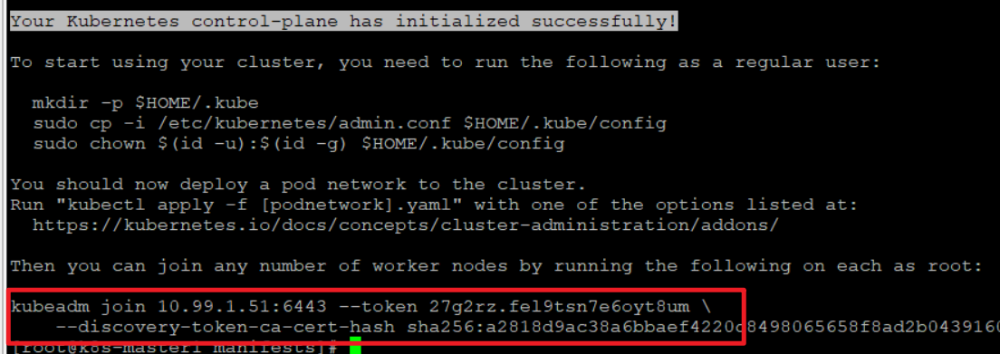 Your Kubernetes control-plane has initialized successfully!
To start using your cluster, you need to run the following as a regular user:
mkdir -p $HOME/.kube
sudo cp -i /etc/kubernetes/admin.conf $HOME/.kube/config
sudo chown $(id -u):$(id -g) $HOME/.kube/config
You should now deploy a pod network to the cluster.
Run "kubectl apply -f [podnetwork].yaml" with one of the options listed at:
https://kubernetes.io/docs/concepts/cluster-administration/addons/
Then you can join any number of worker nodes by running the following on each as root:
kubeadm join 10.99.1.51:6443 --token 27g2rz.fel9tsn7e6oyt8um \
--discovery-token-ca-cert-hash sha256:a2818d9ac38a6bbaef4220d8498065658f8ad2b0439160
[root@k8s-master1 manifests]#